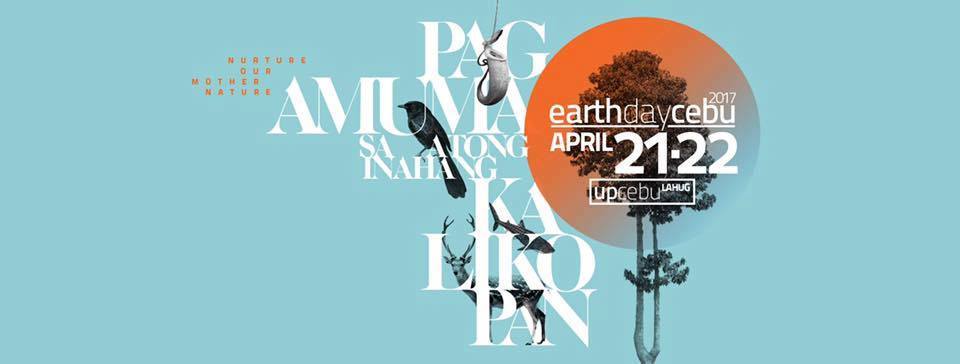 NURTURE
OUR
MOTHER
NATURE
PAG
AMUMA
SA ATONG
INAHANG
KA
LIKO
PAN
2017
earthdaycebu
APRIL 21·22
upcebu LAHUG